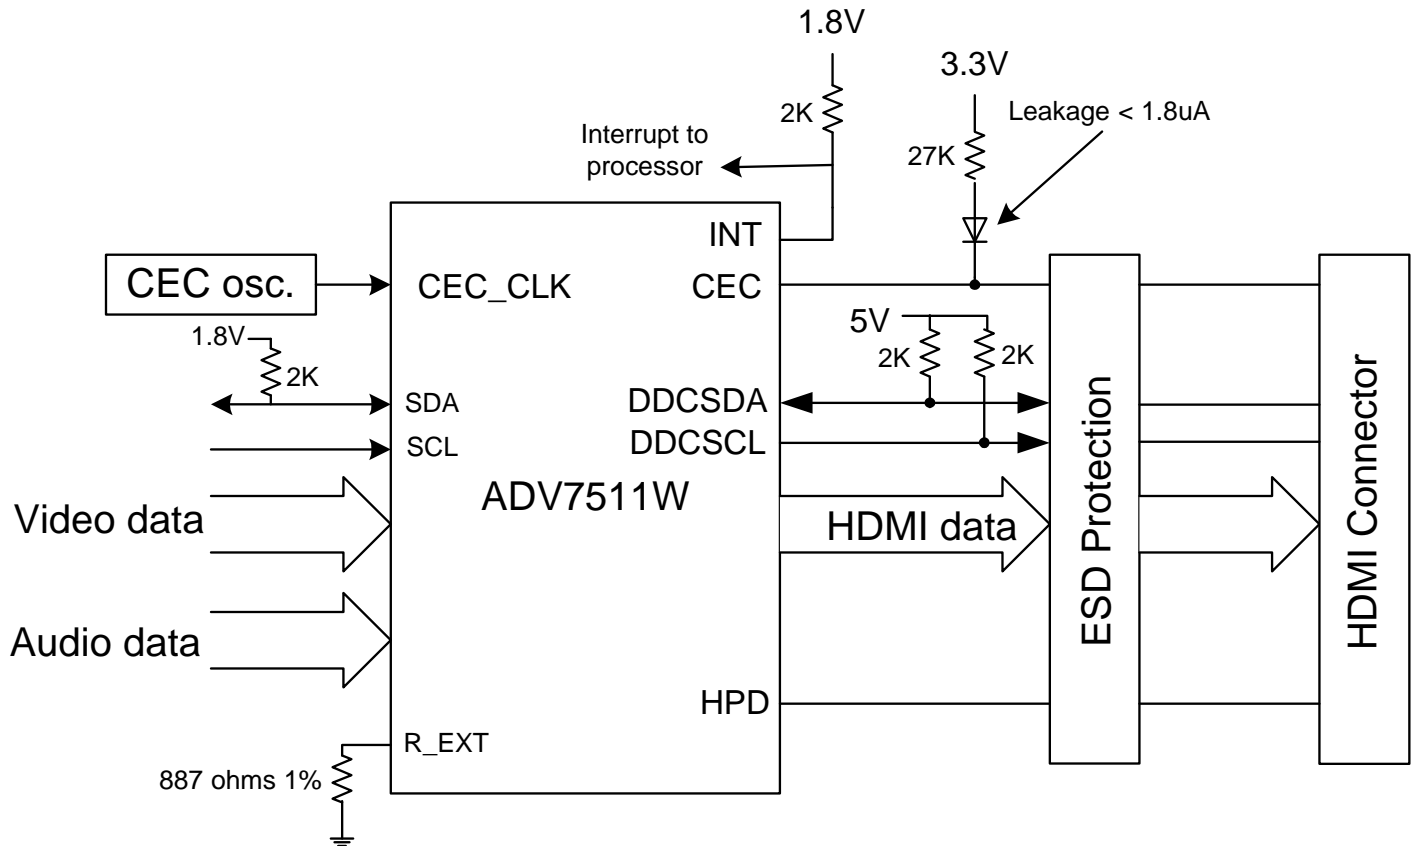 1.8V
3.3V
2K
Leakage < 1.8uA
Interrupt to
processor
27K
INT
CEC osc.
CEC_CLK
CEC
1.8V
5V
2K
2K
2K
SDA
DDCSDA
SCL
DDCSCL
ADV7511W
Video data
HDMI data
ESD Protection
HDMI Connector
Audio data
HPD
R_EXT
887 ohms 1%